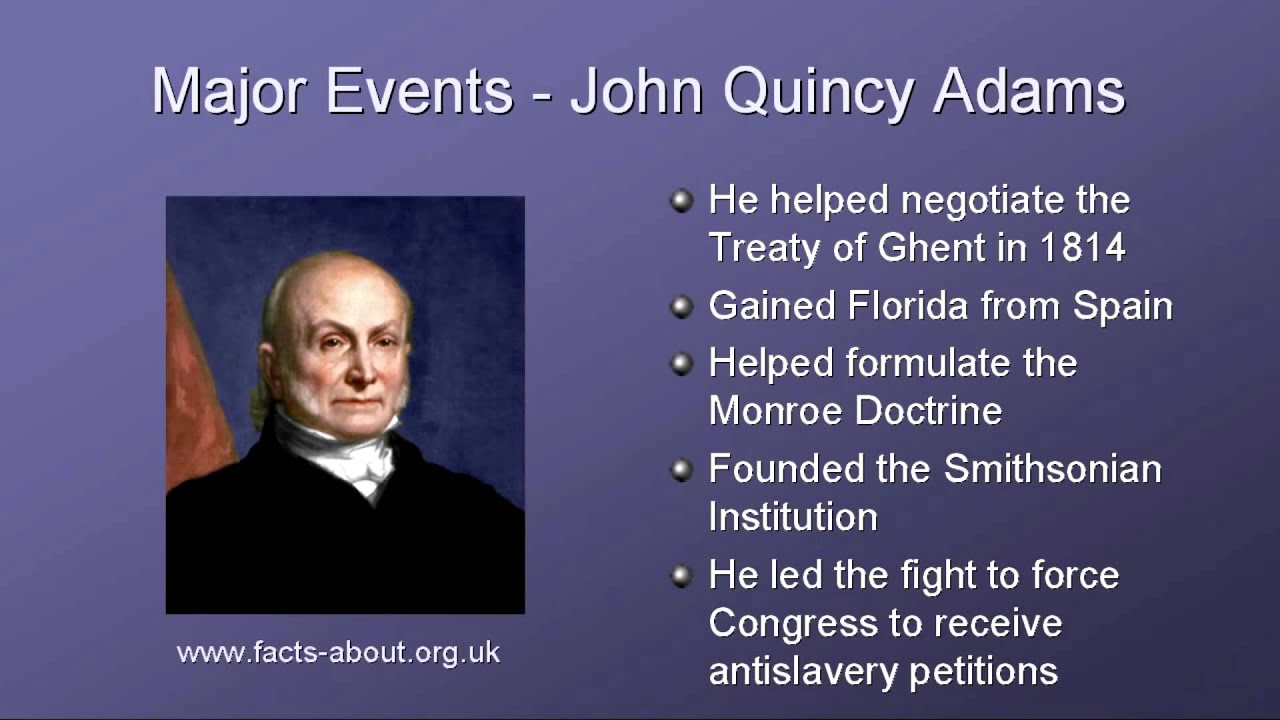 Major Events - John Quincy Adams
He helped negotiate the
Treaty of Ghent in 1814
Gained Florida from Spain
Helped formulate the
Monroe Doctrine
Founded the Smithsonian
Institution
He led the fight to force
Congress to receive
antislavery petitions
www.facts-about.org.uk